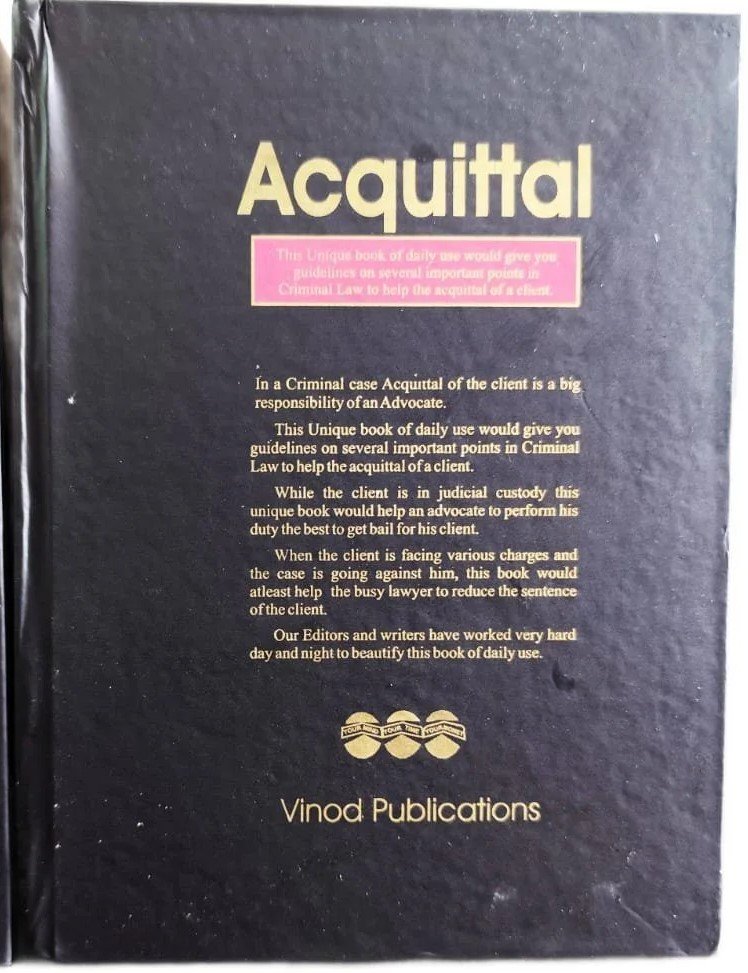 Acquittal
This Unique book of daily use would give you
guidelines on several important points in
Criminal Law to help the acquittal of a client.
In a Criminal case Acquittal of the client is a big
responsibility of an Advocate.
This Unique book of daily use would give you
guidelines on several important points in Criminal
Law to help the acquittal of a client.
While the client is in judicial custody this
unique book would help an advocate to perform his
duty the best to get bail for his client.
When the client is facing various charges and
the case is going against him, this book would
atleast help the busy lawyer to reduce the sentence
of the client.
Our Editors and writers have worked very hard
day and night to beautify this book of daily use.
YOUR MIND YOUR TIME YOUR MONEY
Vinod Publications